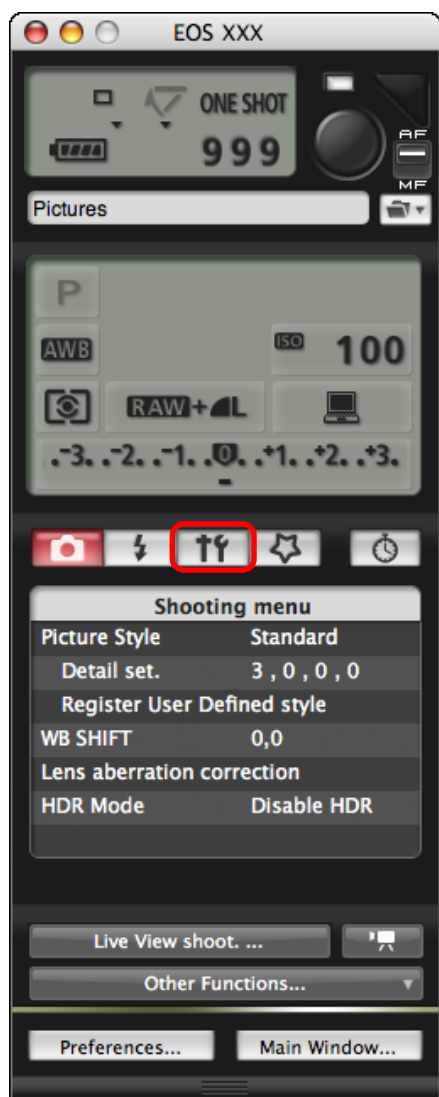 EOS XXX
ONE SHOT
999
AF
MF
Pictures
P
AWB
ISO 100
RAW+L
.-3. .-2. .-1. .0. .+1. .+2. .+3.
Shooting menu
Picture Style Standard
Detail set. 3 , 0 , 0 , 0
Register User Defined style
WB SHIFT 0,0
Lens aberration correction
HDR Mode Disable HDR
Live View shoot. ...
Other Functions...
Preferences... Main Window...